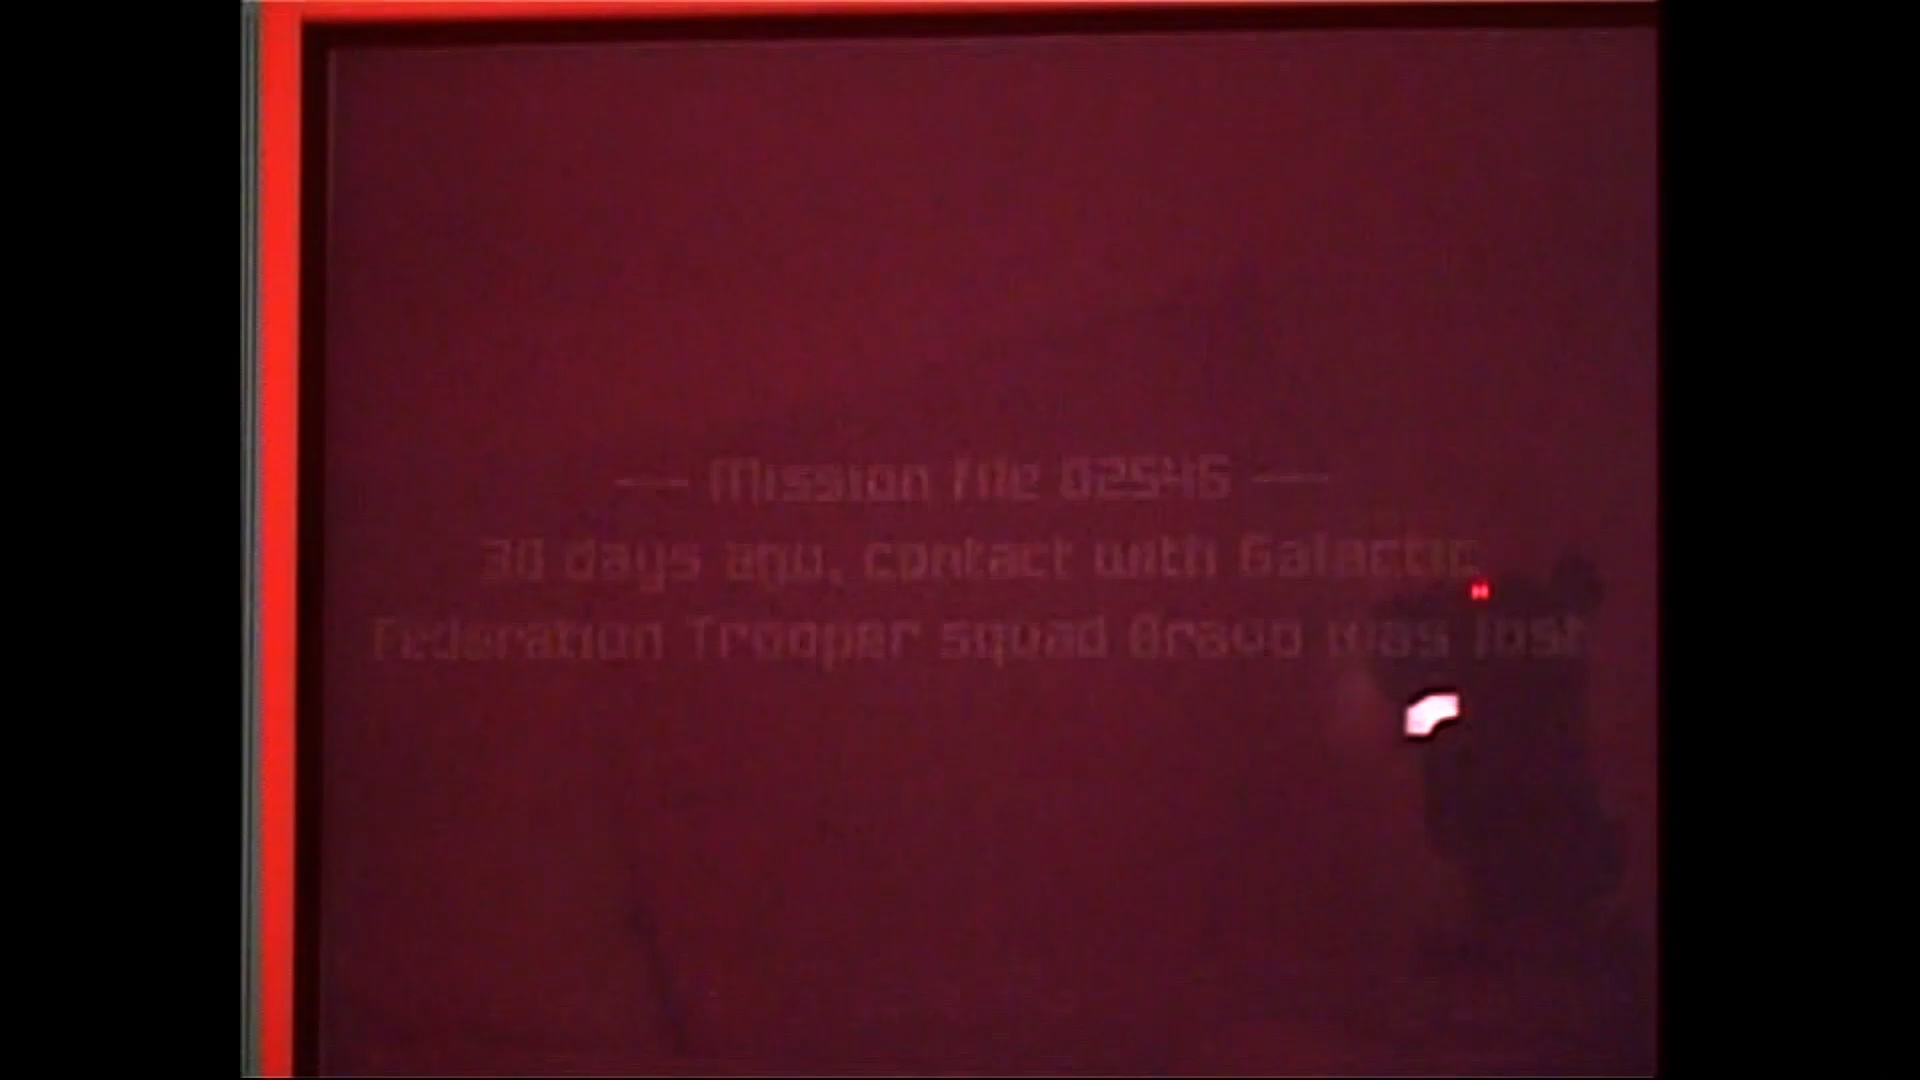 ── Mission file 02546 ──
30 days ago, contact with Galactic
Federation Trooper squad Bravo was lost